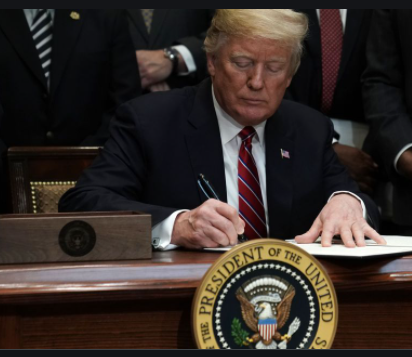 THE PRESIDENT OF THE UNITED